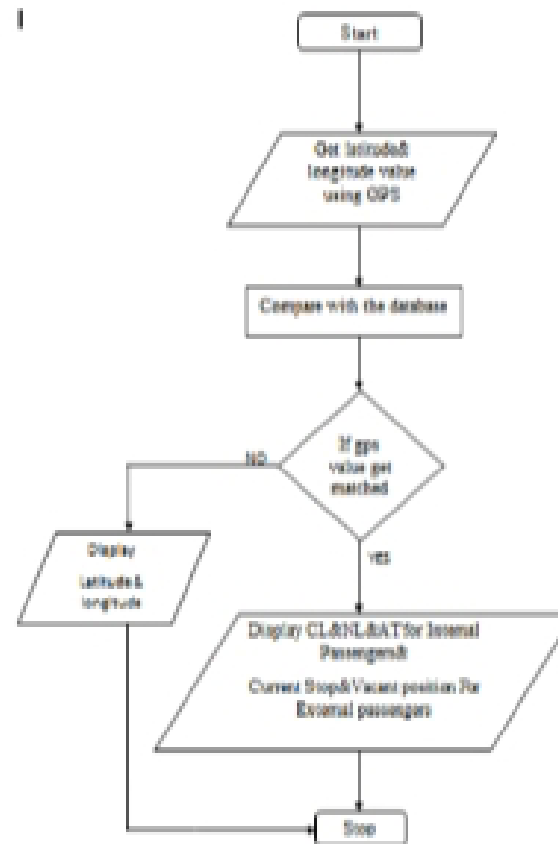 Start
Get latitude&
longitude value
using GPS
Compare with the database
If gps
value get
matched
NO
YES
Display
Latitude&
longitude
Display CL&NL&AT for Internal
Passengers&
Current Stop&Vacant position For
External passengers
Stop